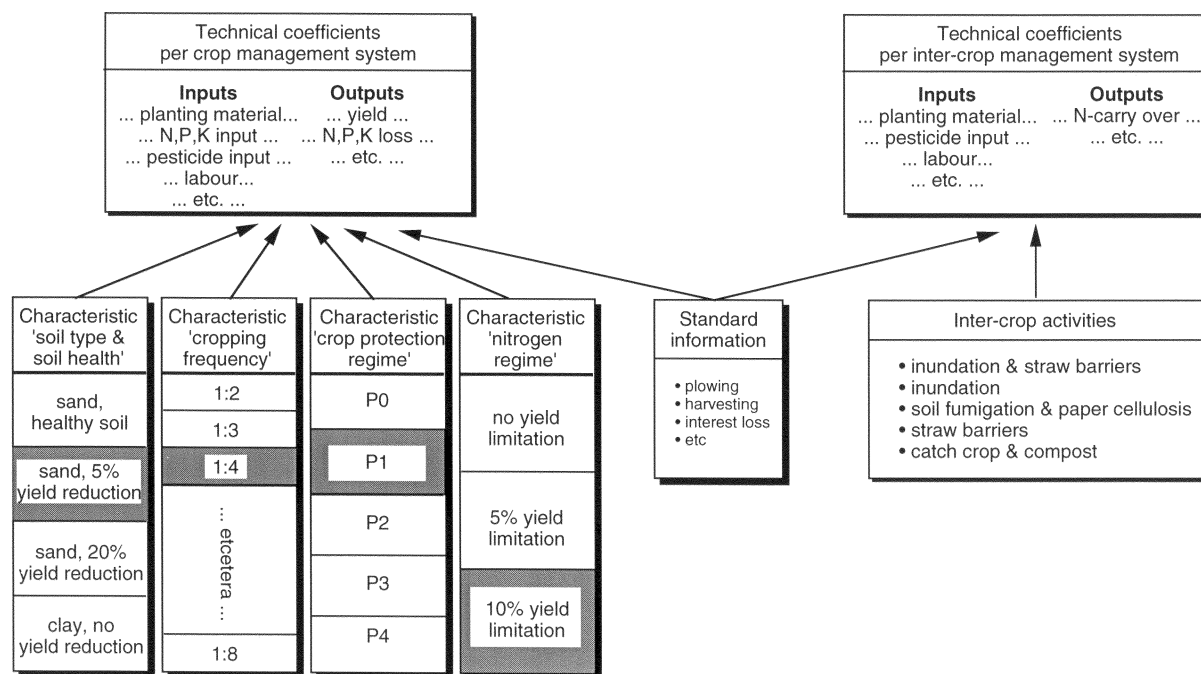 Technical coefficients
per crop management system
Inputs
... planting material...
... N,P,K input ...
... pesticide input ...
... labour...
... etc. ...
Outputs
... yield ...
... N,P,K loss ...
... etc. ...
Technical coefficients
per inter-crop management system
Inputs
... planting material...
... pesticide input ...
... labour ...
... etc. ...
Outputs
... N-carry over ...
... etc. ...
Characteristic
'soil type &
soil health'
sand,
healthy soil
sand, 5%
yield reduction
sand, 20%
yield reduction
clay, no
yield reduction
Characteristic
'cropping
frequency'
1:2
1:3
1:4
... etcetera ...
1:8
Characteristic
'crop protection
regime'
P0
P1
P2
P3
P4
Characteristic
'nitrogen
regime'
no yield
limitation
5% yield
limitation
10% yield
limitation
Standard
information
• plowing
• harvesting
• interest loss
• etc
Inter-crop activities
• inundation & straw barriers
• inundation
• soil fumigation & paper cellulosis
• straw barriers
• catch crop & compost